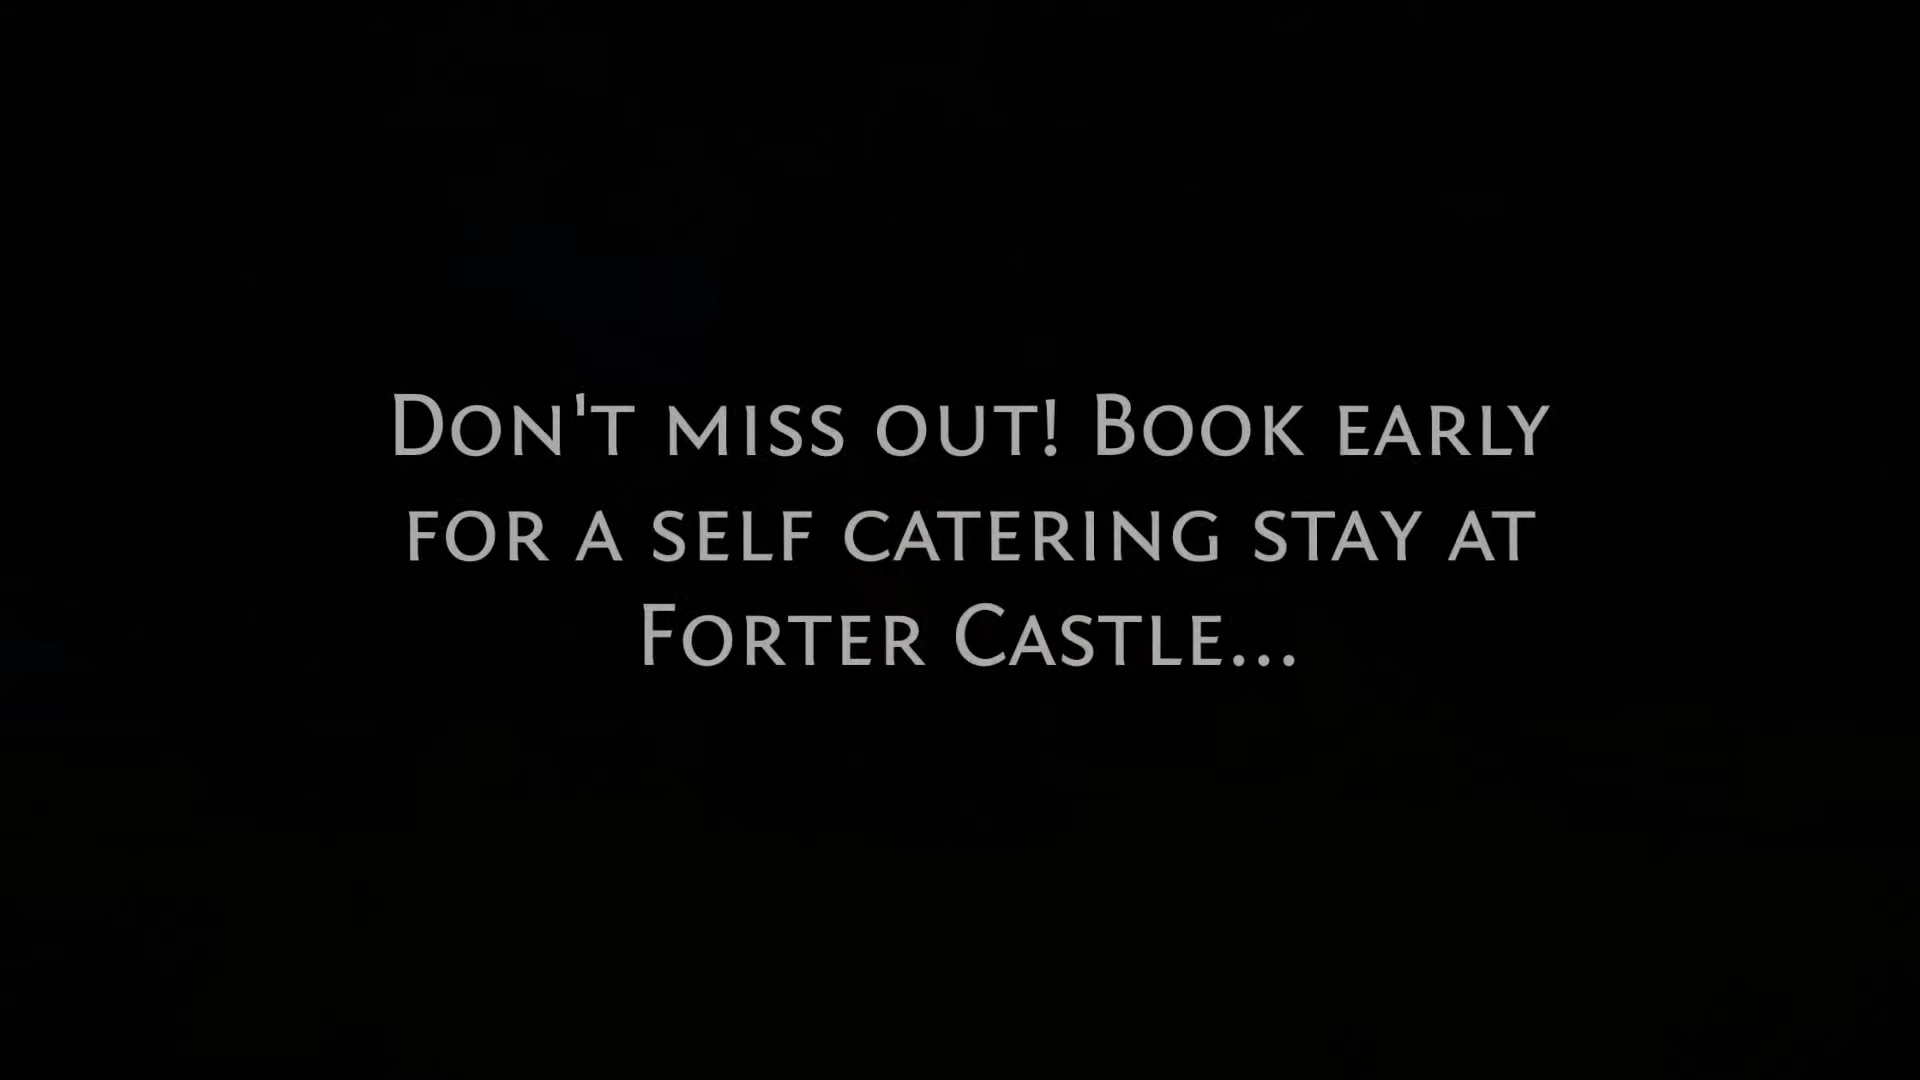 Don't miss out! Book early
for a self catering stay at
Forter Castle...